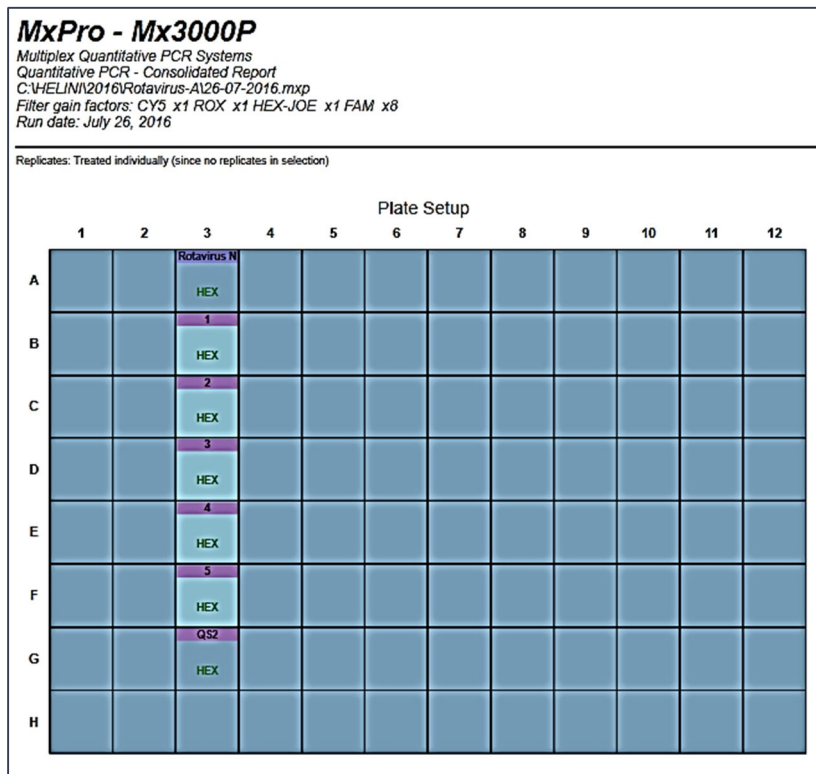 MxPro - Mx3000P
Multiplex Quantitative PCR Systems
Quantitative PCR - Consolidated Report
C:\HELINI\2016\Rotavirus-A\26-07-2016.mxp
Filter gain factors: CY5 x1 ROX x1 HEX-JOE x1 FAM x8
Run date: July 26, 2016
Replicates: Treated individually (since no replicates in selection)
Plate Setup
1 2 3 4 5 6 7 8 9 10 11 12
Rotavirus N
A
HEX
1
B
HEX
2
C
HEX
3
D
HEX
4
E
HEX
5
F
HEX
QS2
G
HEX
H